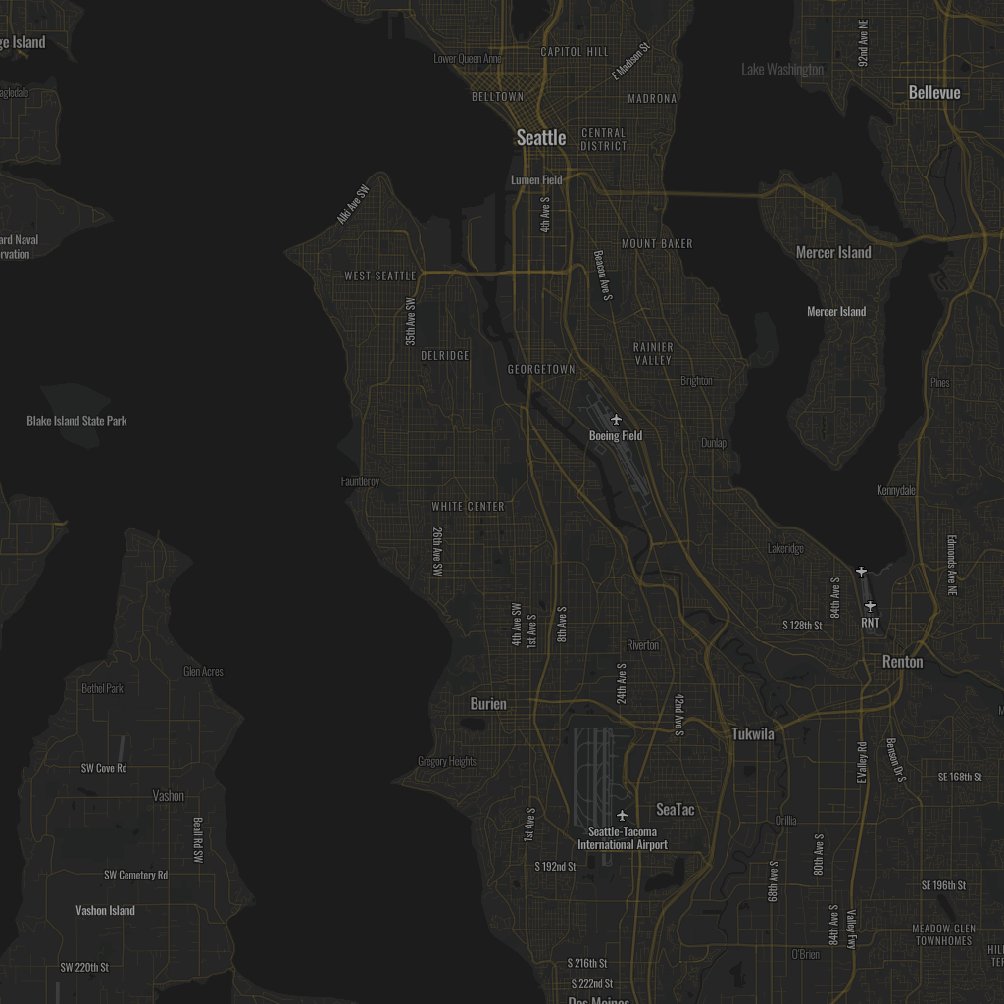 Lower Queen Anne
CAPITOL HILL
E Madison St
92nd Ave NE
ge Island
Lake Washington
agledale
BELLTOWN
MADRONA
Bellevue
Seattle
CENTRAL
DISTRICT
Lumen Field
Alki Ave SW
4th Ave S
ard Naval
ervation
MOUNT BAKER
Mercer Island
WEST SEATTLE
Beacon Ave S
35th Ave SW
Mercer Island
DELRIDGE
RAINIER
VALLEY
GEORGETOWN
Brighton
Pines
Blake Island State Park
Boeing Field
Dunlap
Fauntleroy
Kennydale
WHITE CENTER
26th Ave SW
Lakeridge
Edmonds Ave NE
84th Ave S
4th Ave SW
1st Ave S
8th Ave S
S 128th St
RNT
Riverton
Renton
Glen Acres
24th Ave S
Bethel Park
42nd Ave S
Burien
Tukwila
Gregory Heights
E Valley Rd
Benson Dr S
SW Cove Rd
SE 168th St
Vashon
SeaTac
Beall Rd SW
1st Ave S
Seattle-Tacoma
International Airport
Orillia
80th Ave S
S 192nd St
68th Ave S
SW Cemetery Rd
SE 196th St
Vashon Island
84th Ave S
Valley Fwy
MEADOW GLEN
TOWNHOMES
O'Brien
HIL
TER
SW 220th St
S 216th St
S 222nd St
Des Moines